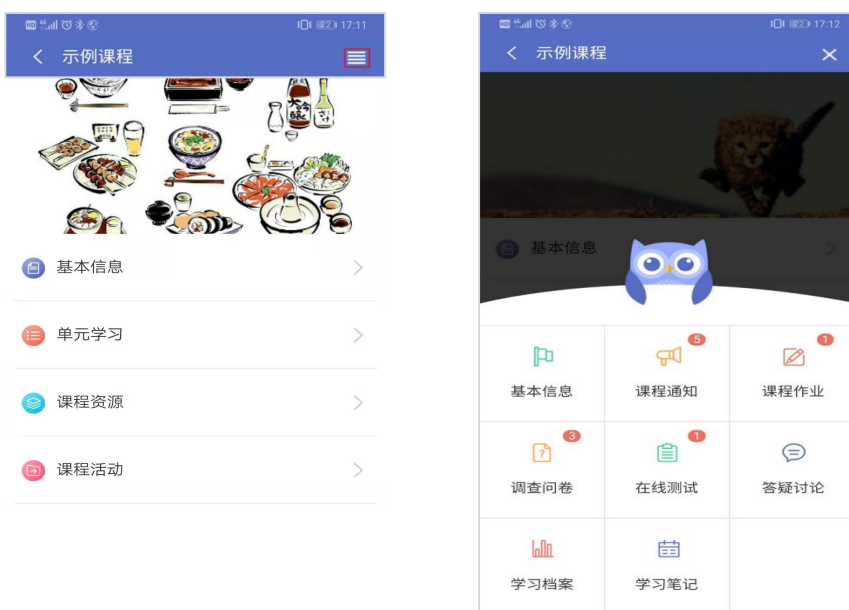 17:11
示例课程
基本信息
单元学习
课程资源
课程活动
17:12
示例课程
基本信息
基本信息
5
课程通知
1
课程作业
3
调查问卷
1
在线测试
答疑讨论
学习档案
学习笔记